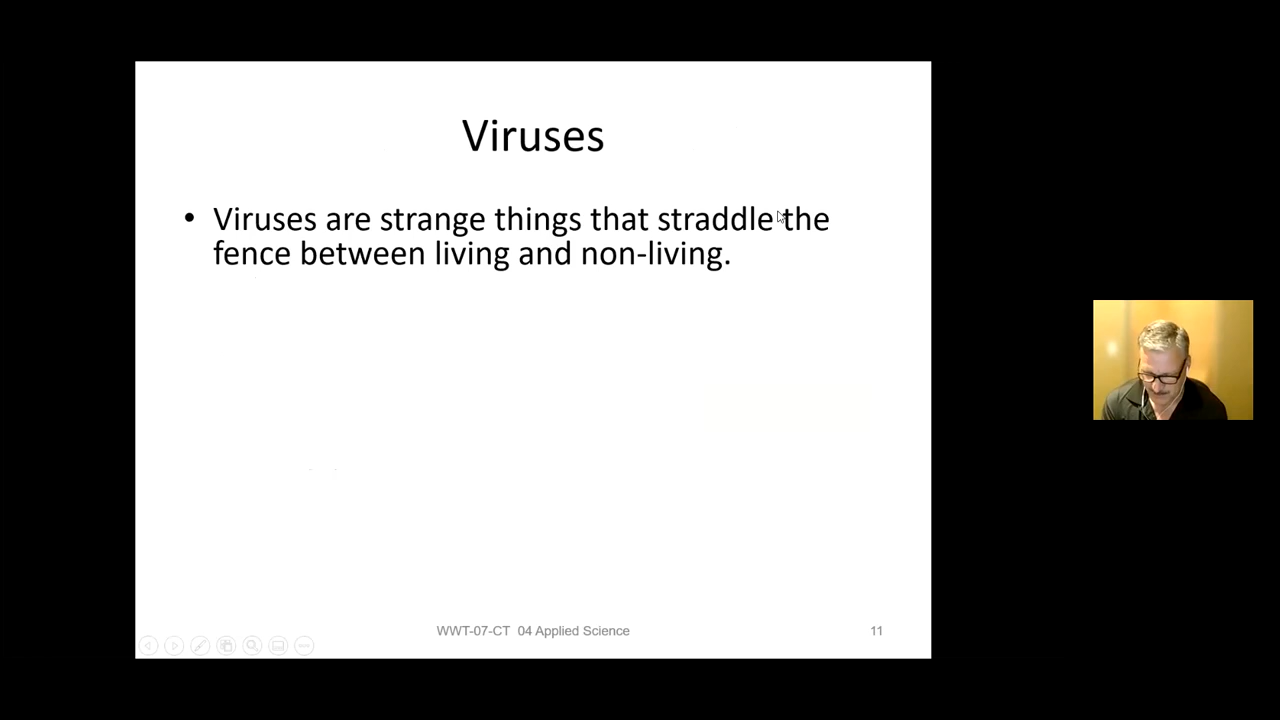 Viruses
• Viruses are strange things that straddle the
fence between living and non-living.
WWT-07-CT 04 Applied Science
11